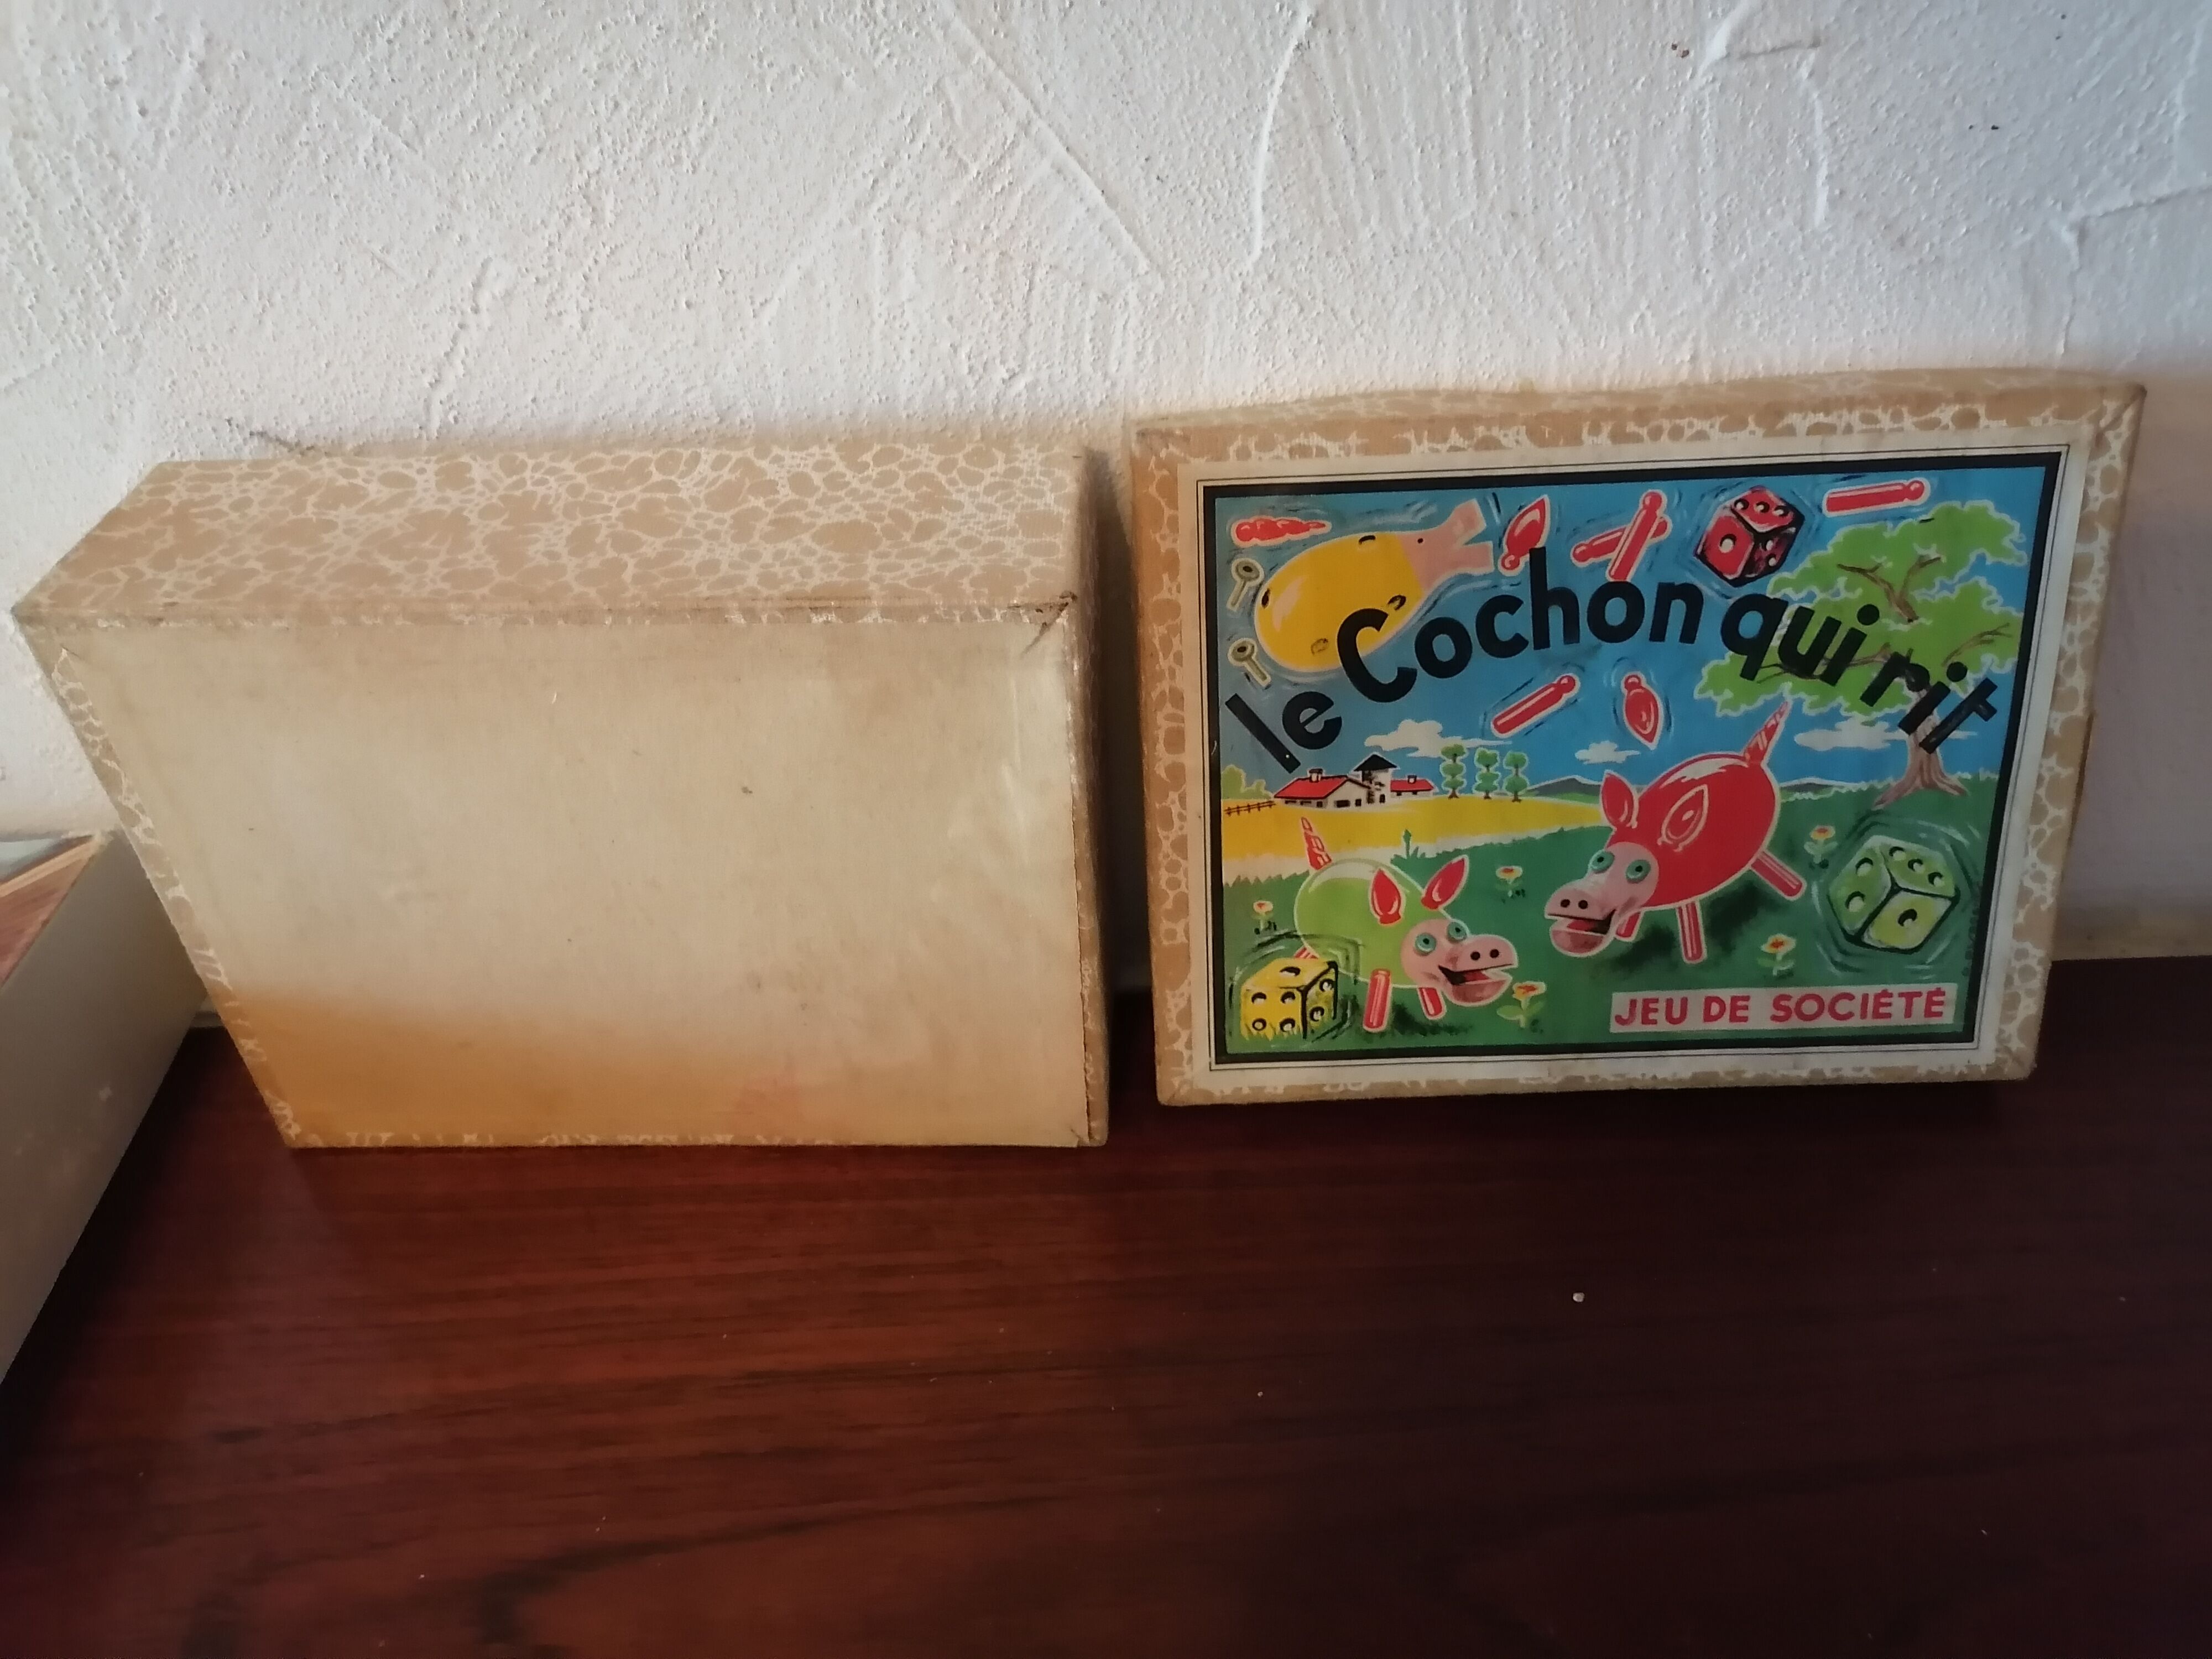 le Cochon qui rit
JEU DE SOCIÉTÉ